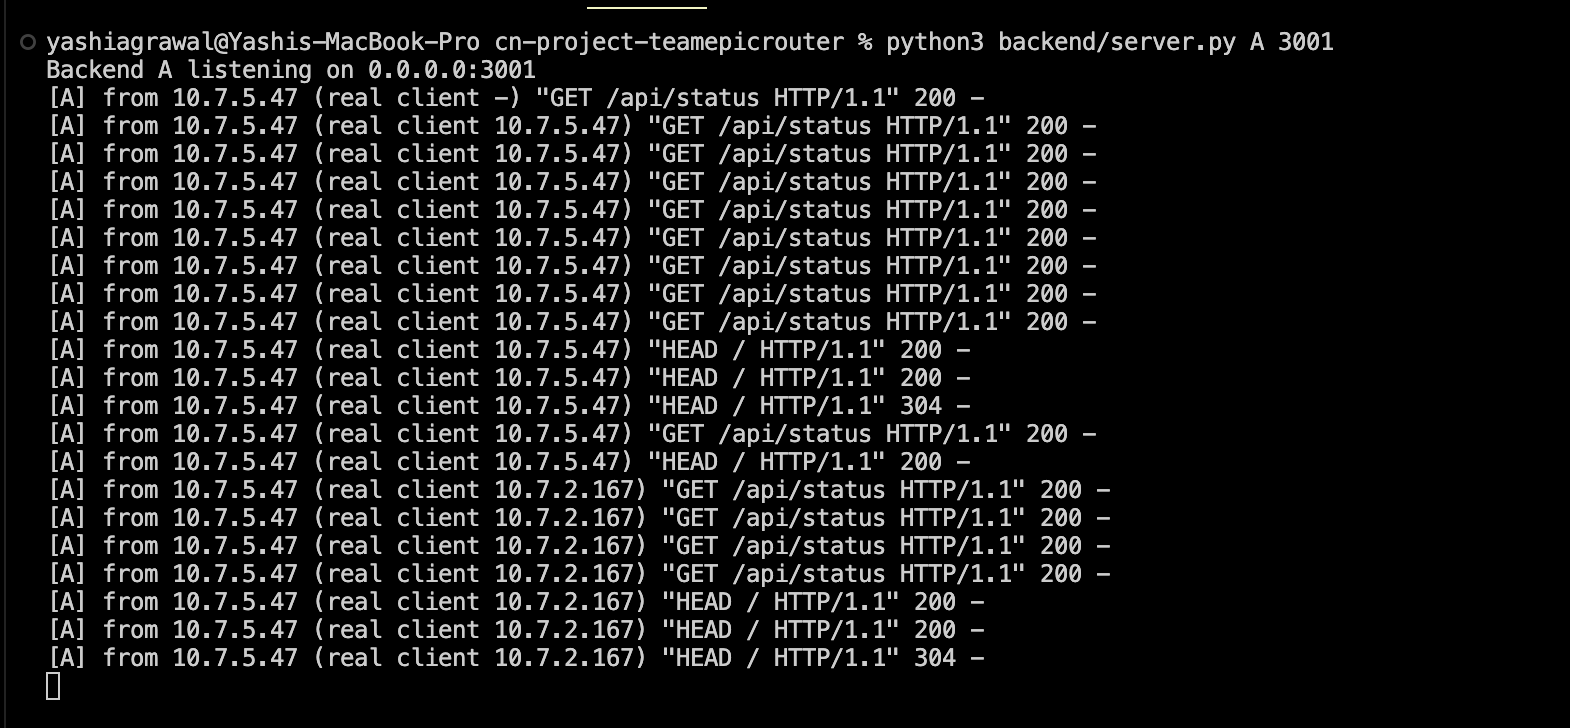 yashiagrawal@Yashis-MacBook-Pro cn-project-teamepicrouter % python3 backend/server.py A 3001
Backend A listening on 0.0.0.0:3001
[A] from 10.7.5.47 (real client -) "GET /api/status HTTP/1.1" 200 -
[A] from 10.7.5.47 (real client 10.7.5.47) "GET /api/status HTTP/1.1" 200 -
[A] from 10.7.5.47 (real client 10.7.5.47) "GET /api/status HTTP/1.1" 200 -
[A] from 10.7.5.47 (real client 10.7.5.47) "GET /api/status HTTP/1.1" 200 -
[A] from 10.7.5.47 (real client 10.7.5.47) "GET /api/status HTTP/1.1" 200 -
[A] from 10.7.5.47 (real client 10.7.5.47) "GET /api/status HTTP/1.1" 200 -
[A] from 10.7.5.47 (real client 10.7.5.47) "GET /api/status HTTP/1.1" 200 -
[A] from 10.7.5.47 (real client 10.7.5.47) "GET /api/status HTTP/1.1" 200 -
[A] from 10.7.5.47 (real client 10.7.5.47) "GET /api/status HTTP/1.1" 200 -
[A] from 10.7.5.47 (real client 10.7.5.47) "HEAD / HTTP/1.1" 200 -
[A] from 10.7.5.47 (real client 10.7.5.47) "HEAD / HTTP/1.1" 200 -
[A] from 10.7.5.47 (real client 10.7.5.47) "HEAD / HTTP/1.1" 304 -
[A] from 10.7.5.47 (real client 10.7.5.47) "GET /api/status HTTP/1.1" 200 -
[A] from 10.7.5.47 (real client 10.7.5.47) "HEAD / HTTP/1.1" 200 -
[A] from 10.7.5.47 (real client 10.7.2.167) "GET /api/status HTTP/1.1" 200 -
[A] from 10.7.5.47 (real client 10.7.2.167) "GET /api/status HTTP/1.1" 200 -
[A] from 10.7.5.47 (real client 10.7.2.167) "GET /api/status HTTP/1.1" 200 -
[A] from 10.7.5.47 (real client 10.7.2.167) "GET /api/status HTTP/1.1" 200 -
[A] from 10.7.5.47 (real client 10.7.2.167) "HEAD / HTTP/1.1" 200 -
[A] from 10.7.5.47 (real client 10.7.2.167) "HEAD / HTTP/1.1" 200 -
[A] from 10.7.5.47 (real client 10.7.2.167) "HEAD / HTTP/1.1" 304 -